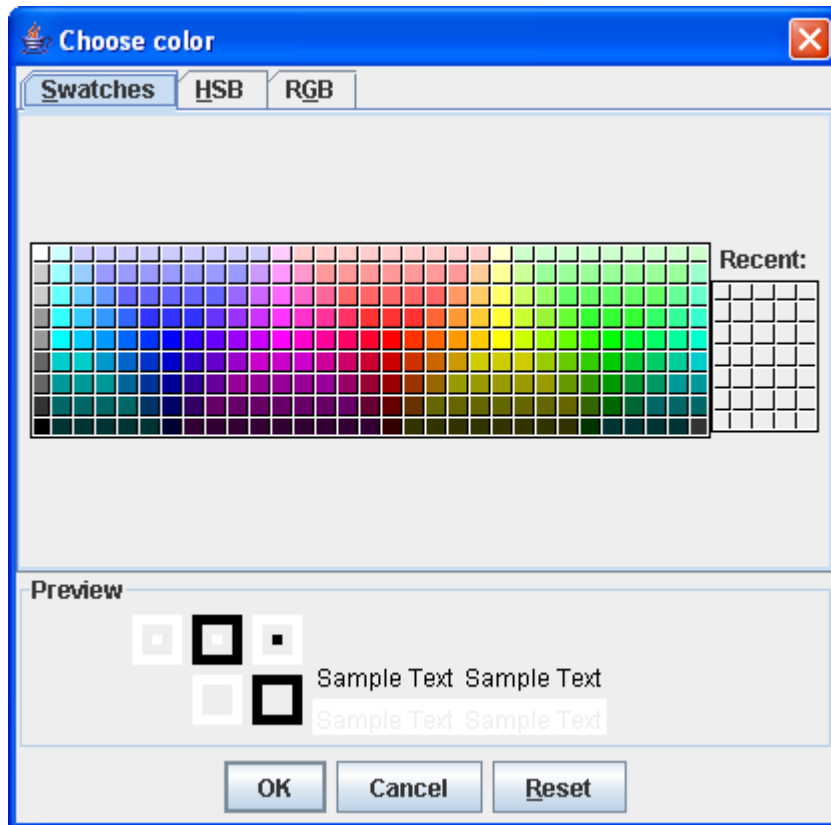 Choose color
Swatches HSB RGB
Recent:
Preview
Sample Text Sample Text
Sample Text Sample Text
OK Cancel Reset